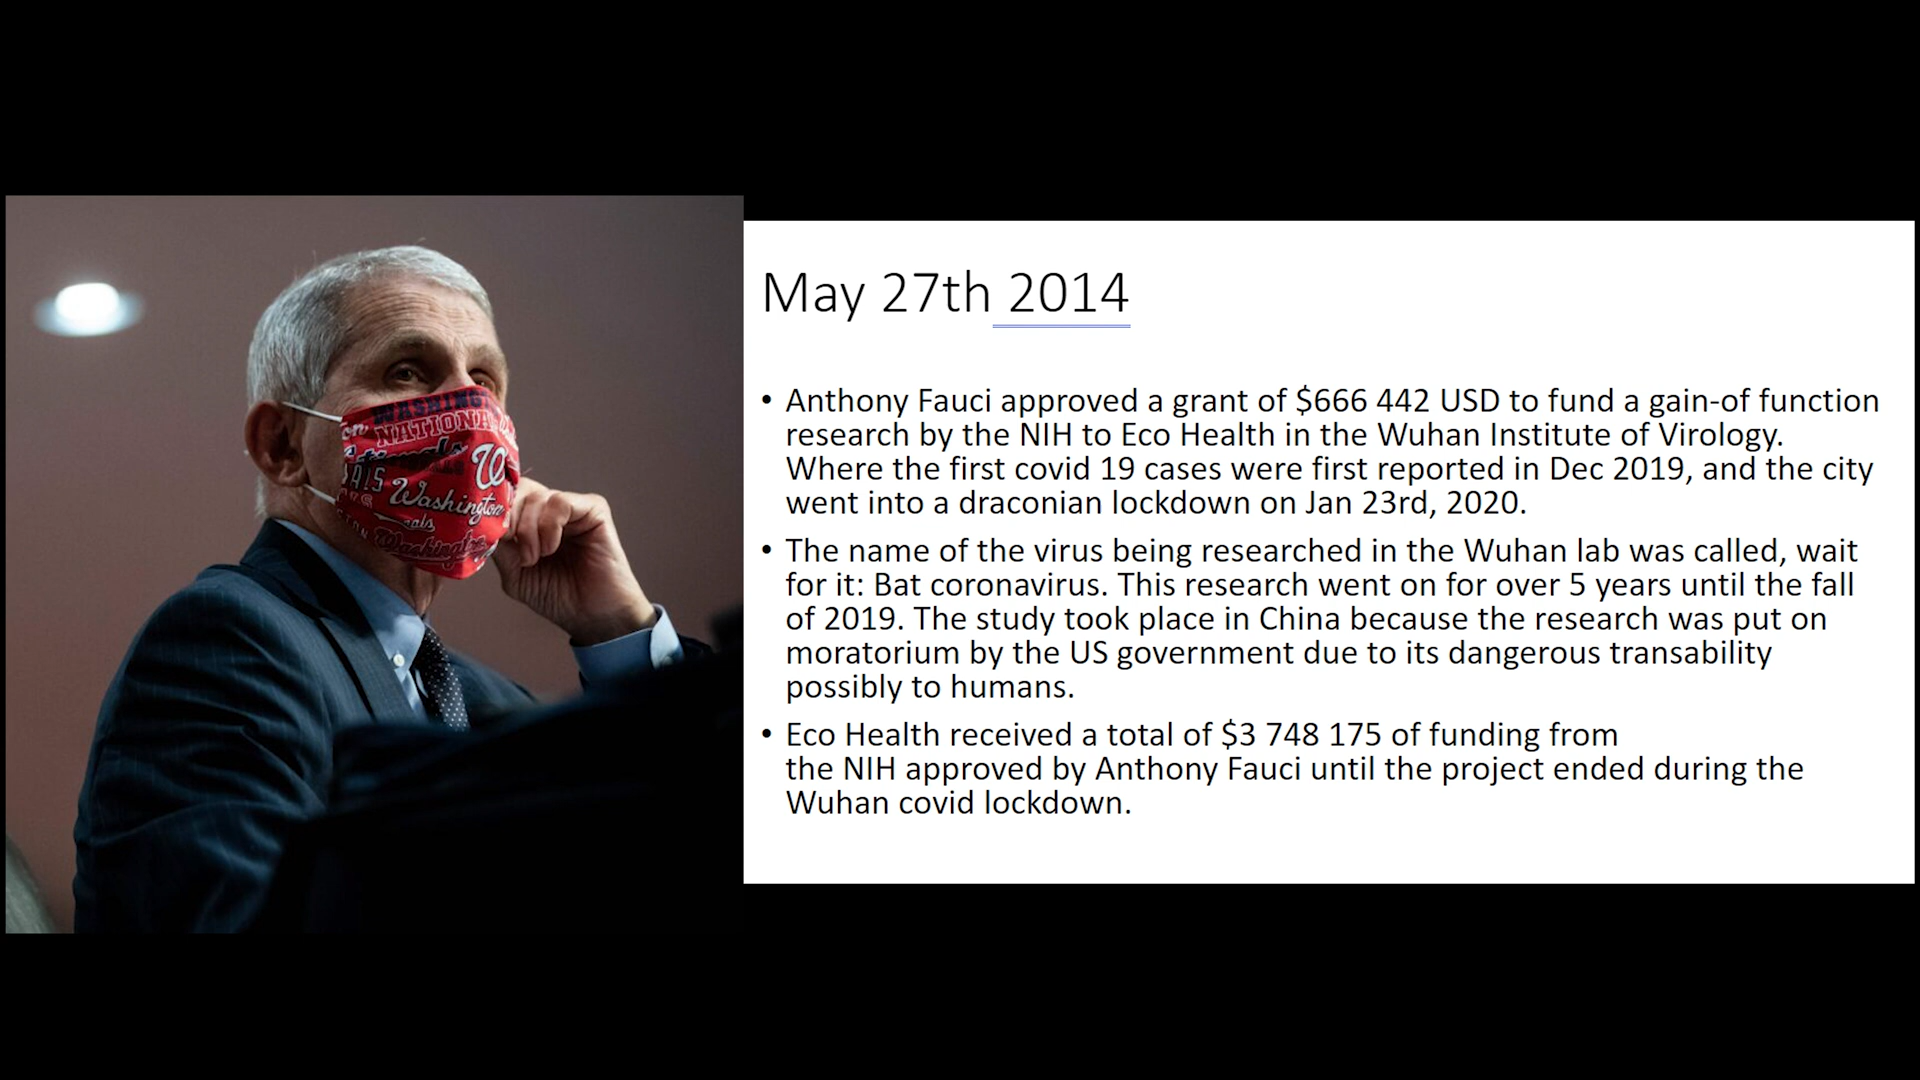 May 27th 2014
• Anthony Fauci approved a grant of $666 442 USD to fund a gain-of function
research by the NIH to Eco Health in the Wuhan Institute of Virology.
Where the first covid 19 cases were first reported in Dec 2019, and the city
went into a draconian lockdown on Jan 23rd, 2020.
• The name of the virus being researched in the Wuhan lab was called, wait
for it: Bat coronavirus. This research went on for over 5 years until the fall
of 2019. The study took place in China because the research was put on
moratorium by the US government due to its dangerous transability
possibly to humans.
• Eco Health received a total of $3 748 175 of funding from
the NIH approved by Anthony Fauci until the project ended during the
Wuhan covid lockdown.
W
Washington
Washington